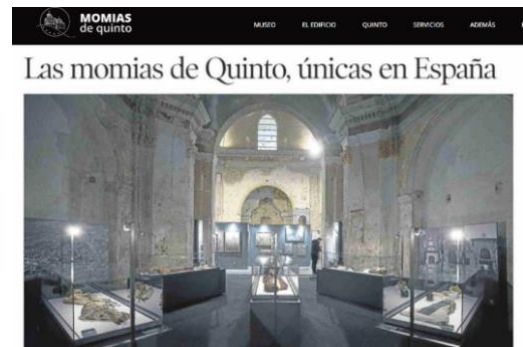 MOMIAS
de quinto
MUSEO EL EDIFICIO QUINTO SERVICIOS ADEMÁS
Las momias de Quinto, únicas en España